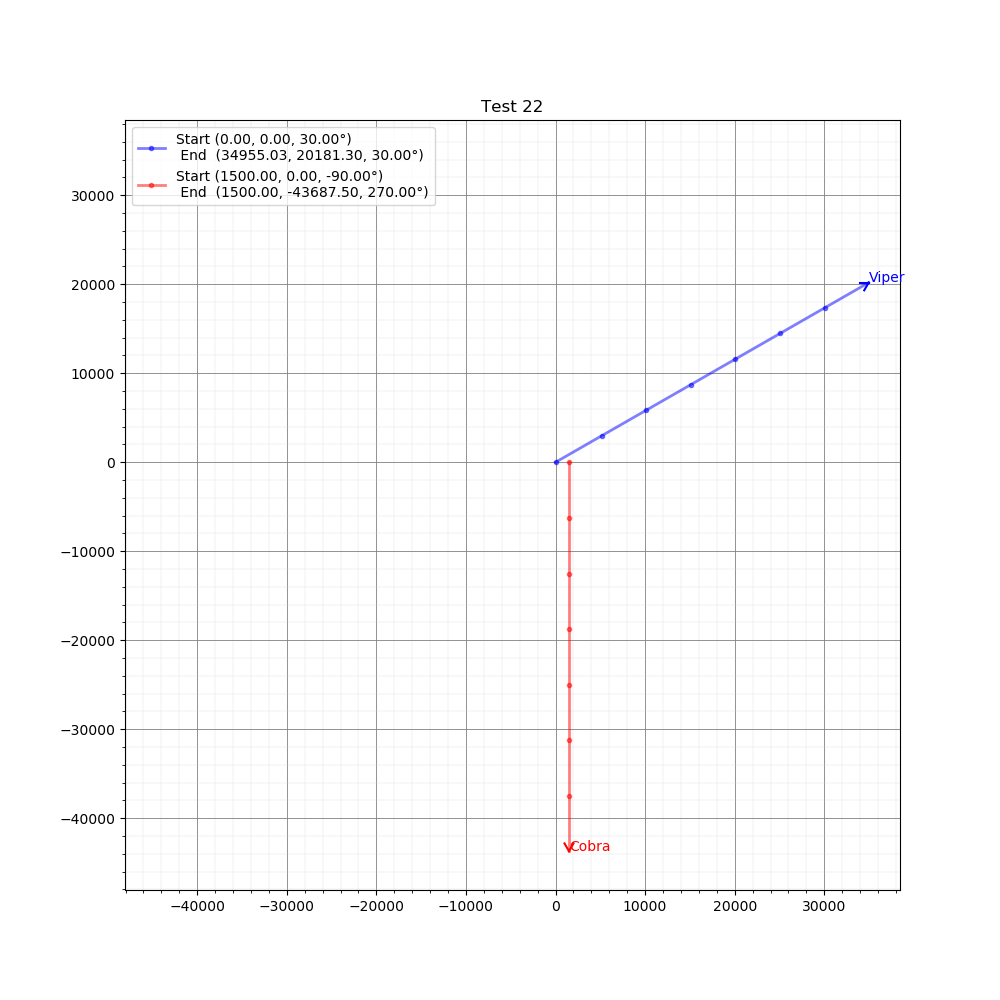 Test 22
Start (0.00, 0.00, 30.00°)
End  (34955.03, 20181.30, 30.00°)
Start (1500.00, 0.00, -90.00°)
End  (1500.00, -43687.50, 270.00°)
30000
20000
10000
0
−10000
−20000
−30000
−40000
Viper
Cobra
−40000 −30000 −20000 −10000 0 10000 20000 30000